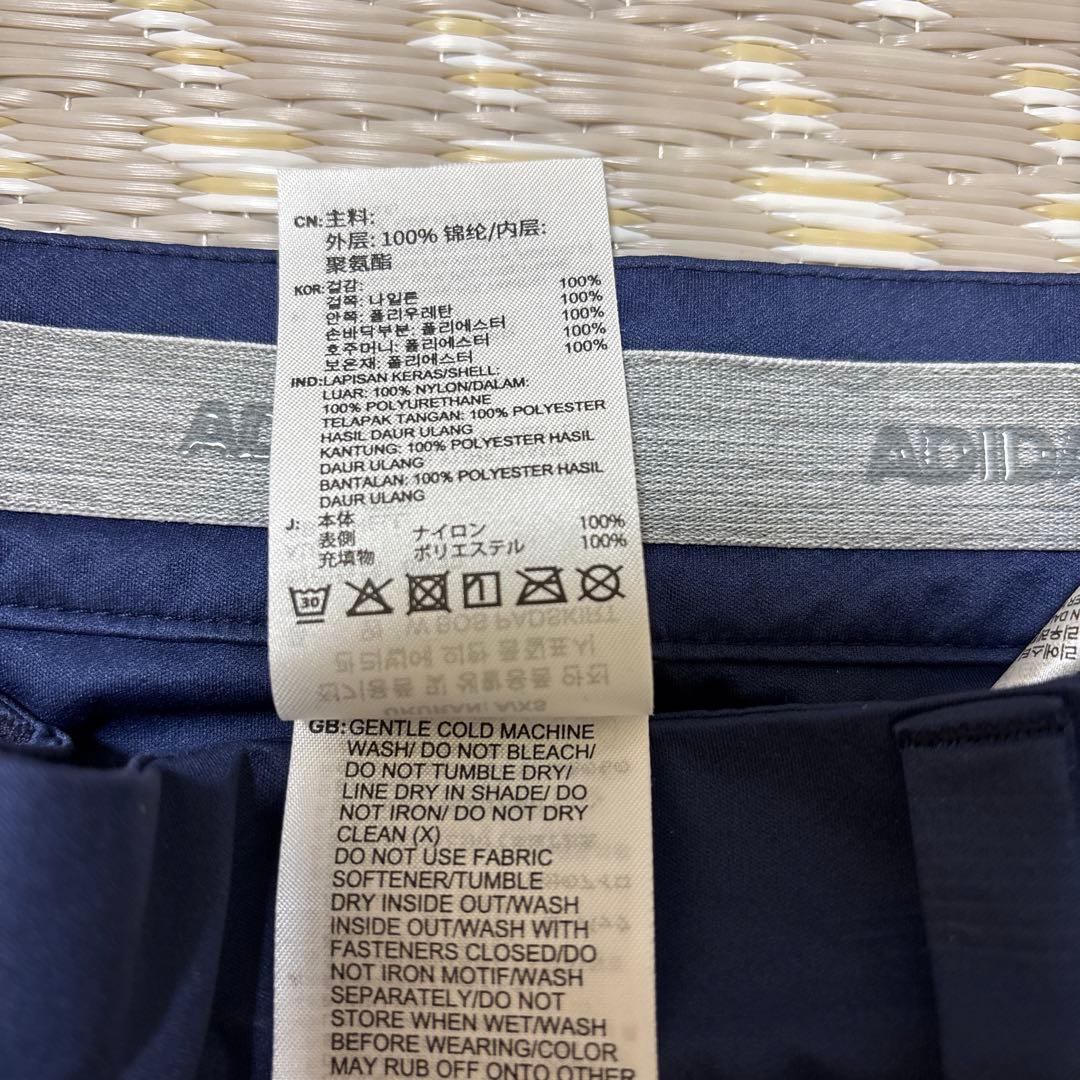 CN:主料:
外层: 100% 锦纶/内层:
聚氨酯
KOR:겉감:
겉쪽: 나일론 100%
안쪽: 폴리우레탄 100%
손바닥부분: 폴리에스터 100%
호주머니: 폴리에스터 100%
보온재: 폴리에스터 100%
IND:LAPISAN KERAS/SHELL:
LUAR: 100% NYLON/DALAM:
100% POLYURETHANE
TELAPAK TANGAN: 100% POLYESTER
HASIL DAUR ULANG
KANTUNG: 100% POLYESTER HASIL
DAUR ULANG
BANTALAN: 100% POLYESTER HASIL
DAUR ULANG
J: 本体
表側 ナイロン 100%
充填物 ポリエステル 100%
30
GB:GENTLE COLD MACHINE
WASH/ DO NOT BLEACH/
DO NOT TUMBLE DRY/
LINE DRY IN SHADE/ DO
NOT IRON/ DO NOT DRY
CLEAN (X)
DO NOT USE FABRIC
SOFTENER/TUMBLE
DRY INSIDE OUT/WASH
INSIDE OUT/WASH WITH
FASTENERS CLOSED/DO
NOT IRON MOTIF/WASH
SEPARATELY/DO NOT
STORE WHEN WET/WASH
BEFORE WEARING/COLOR
MAY RUB OFF ONTO OTHER
AD
ADIDA